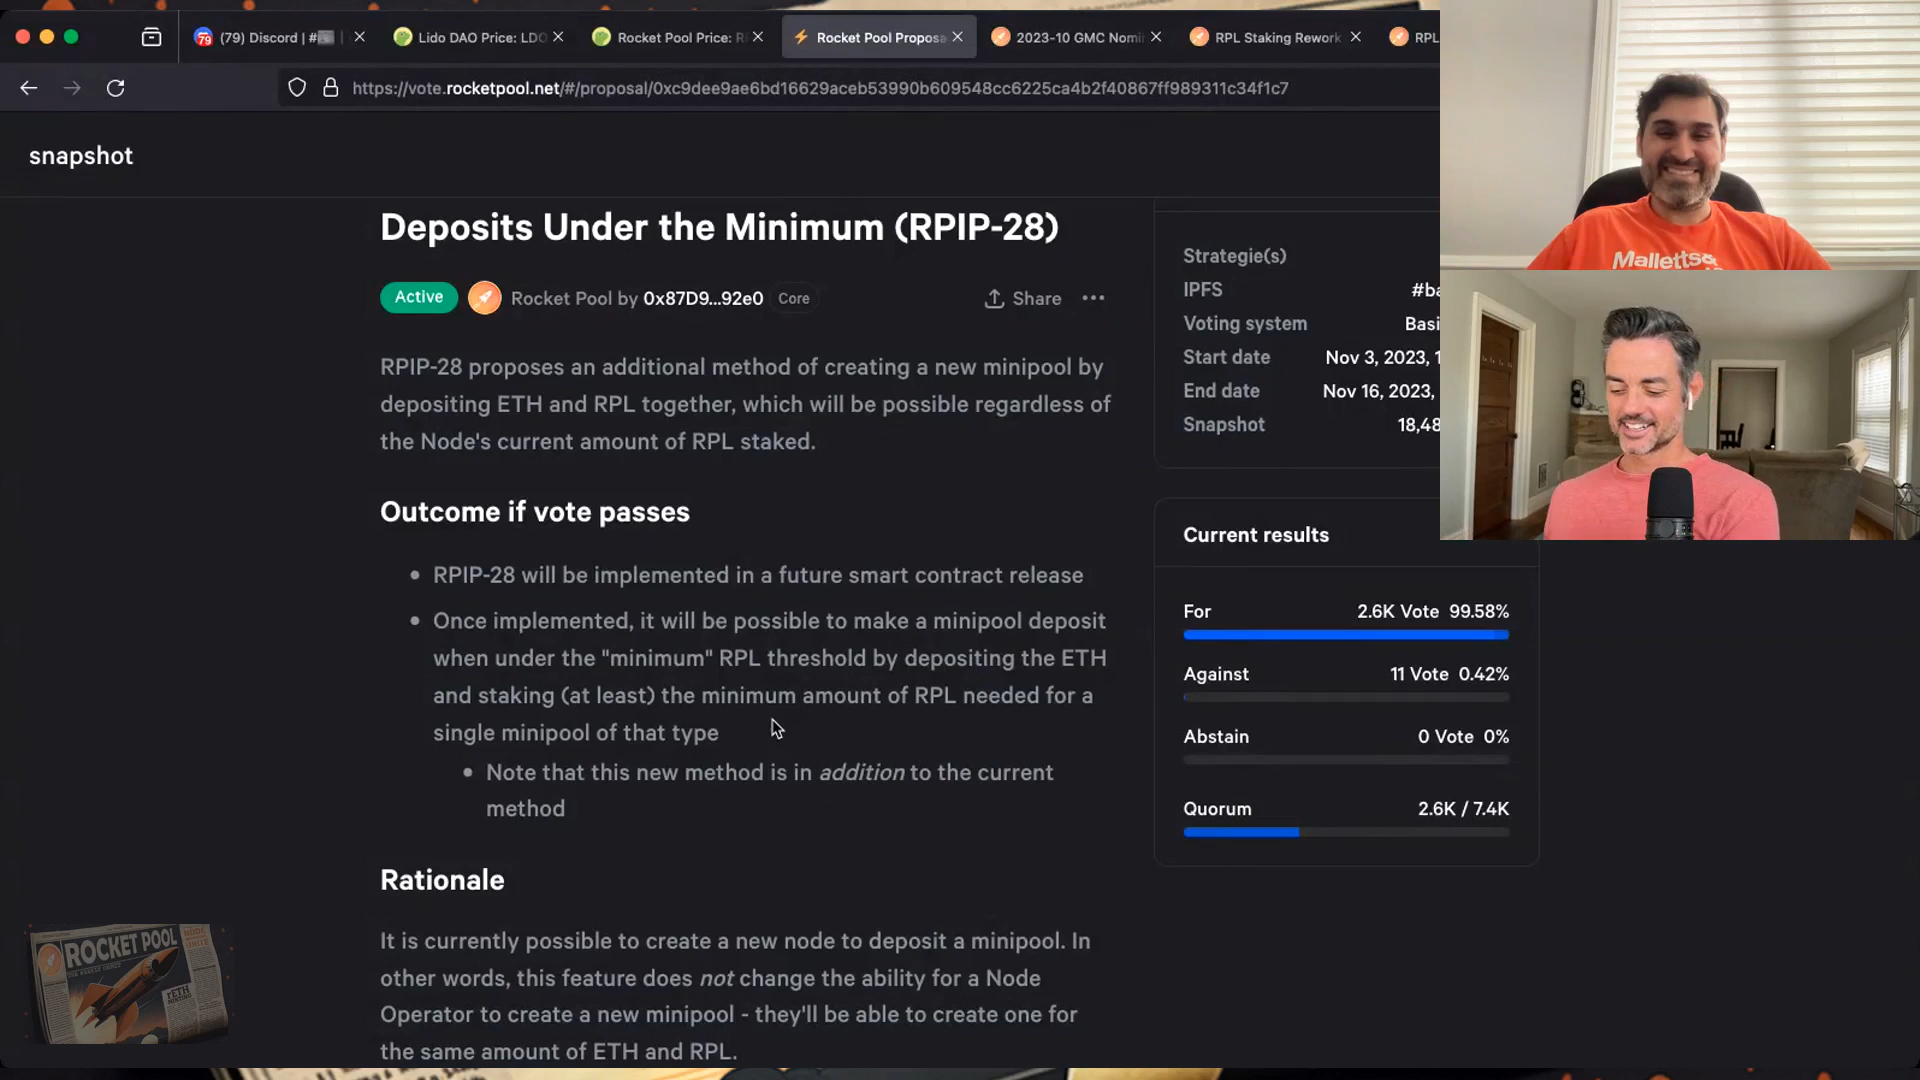 79 (79) Discord | #
Lido DAO Price: LDO
Rocket Pool Price: R
Rocket Pool Proposa
2023-10 GMC Nomi
RPL Staking Rework
RPL
https://vote.rocketpool.net/#/proposal/0xc9dee9ae6bd16629aceb53990b609548cc6225ca4b2f40867ff989311c34f1c7
snapshot
Deposits Under the Minimum (RPIP-28)
Active Rocket Pool by 0x87D9...92e0 Core Share
RPIP-28 proposes an additional method of creating a new minipool by
depositing ETH and RPL together, which will be possible regardless of
the Node's current amount of RPL staked.
Outcome if vote passes
• RPIP-28 will be implemented in a future smart contract release
• Once implemented, it will be possible to make a minipool deposit
when under the "minimum" RPL threshold by depositing the ETH
and staking (at least) the minimum amount of RPL needed for a
single minipool of that type
• Note that this new method is in addition to the current
method
Rationale
It is currently possible to create a new node to deposit a minipool. In
other words, this feature does not change the ability for a Node
Operator to create a new minipool - they'll be able to create one for
the same amount of ETH and RPL.
Strategie(s)
IPFS #ba
Voting system Basi
Start date Nov 3, 2023, 1
End date Nov 16, 2023,
Snapshot 18,48
Current results
For 2.6K Vote 99.58%
Against 11 Vote 0.42%
Abstain 0 Vote 0%
Quorum 2.6K / 7.4K
Malletts
ROCKET POOL